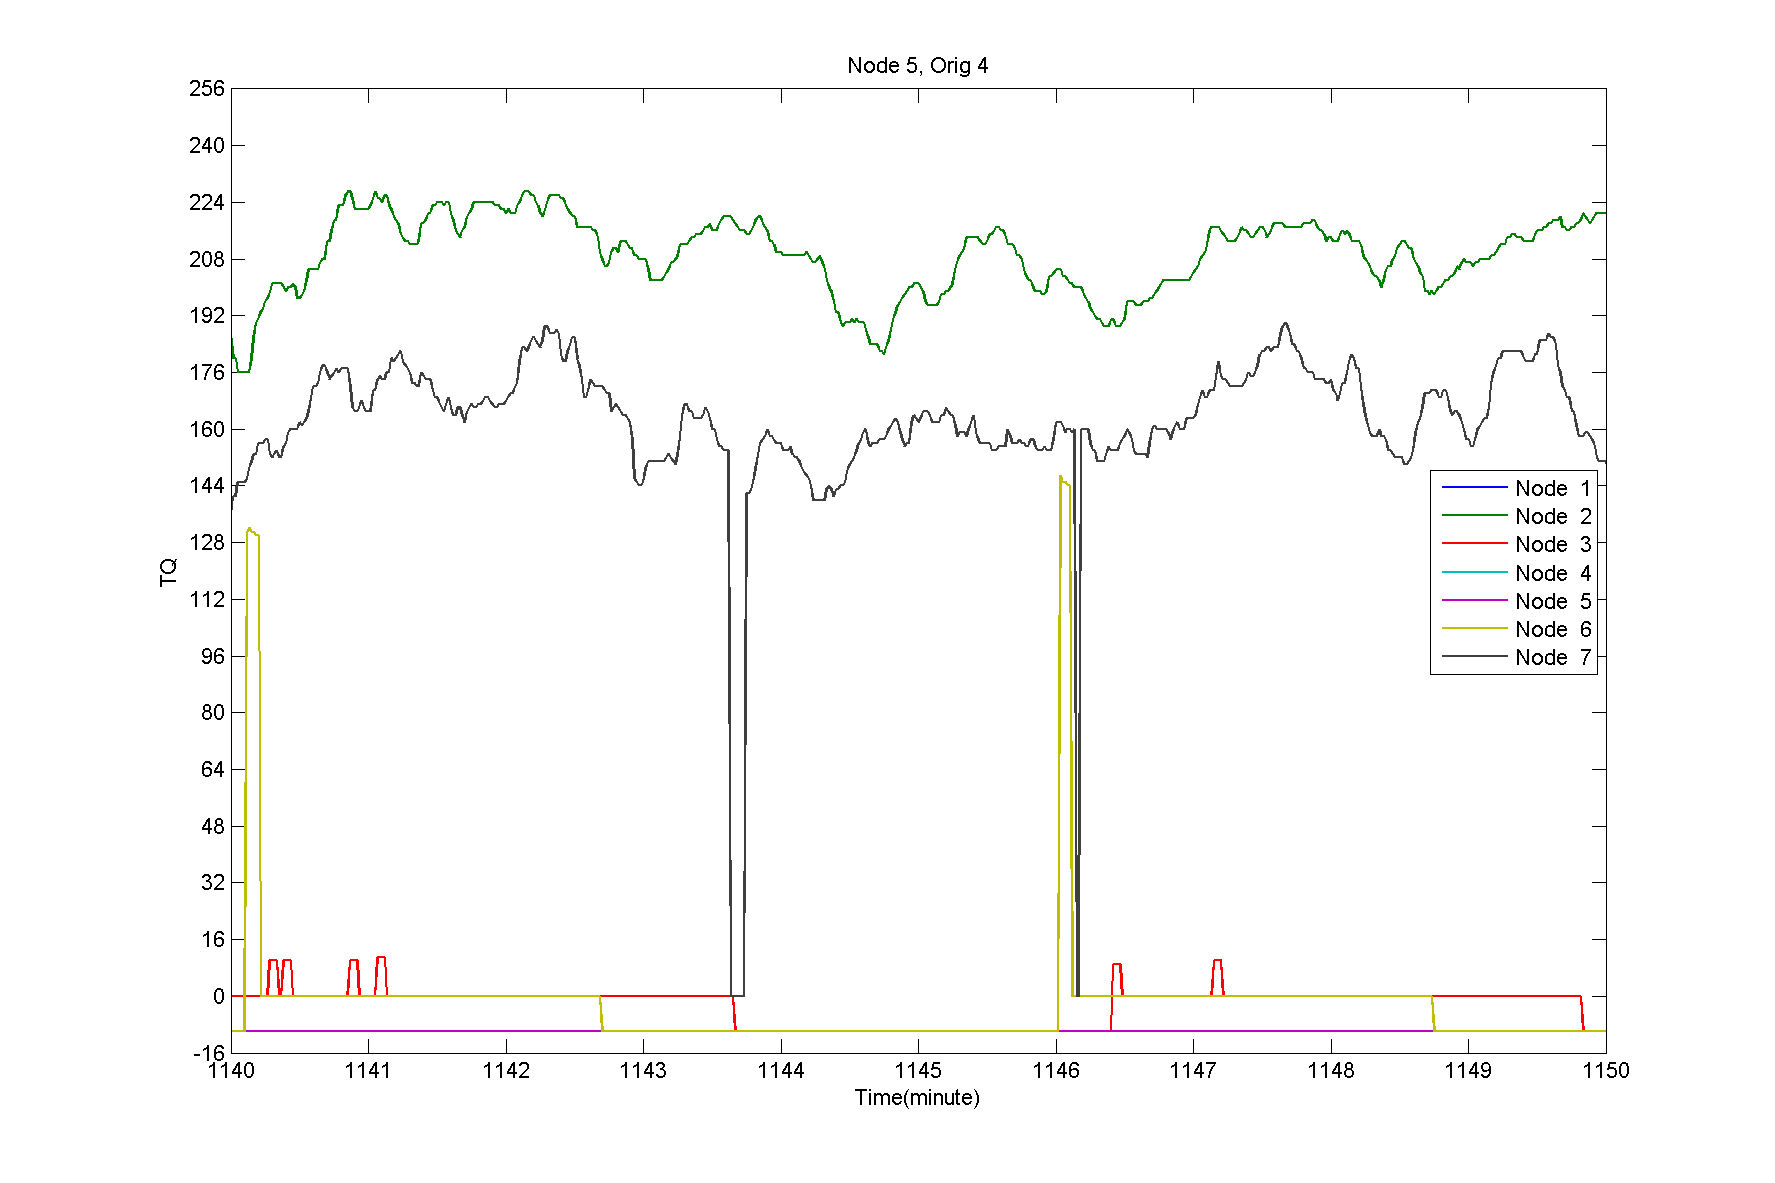 Node 5, Orig 4
256
240
224
208
192
176
160
144
128
112
96
80
64
48
32
16
0
-16
TQ
Node 1
Node 2
Node 3
Node 4
Node 5
Node 6
Node 7
1140 1141 1142 1143 1144 1145 1146 1147 1148 1149 1150
Time(minute)